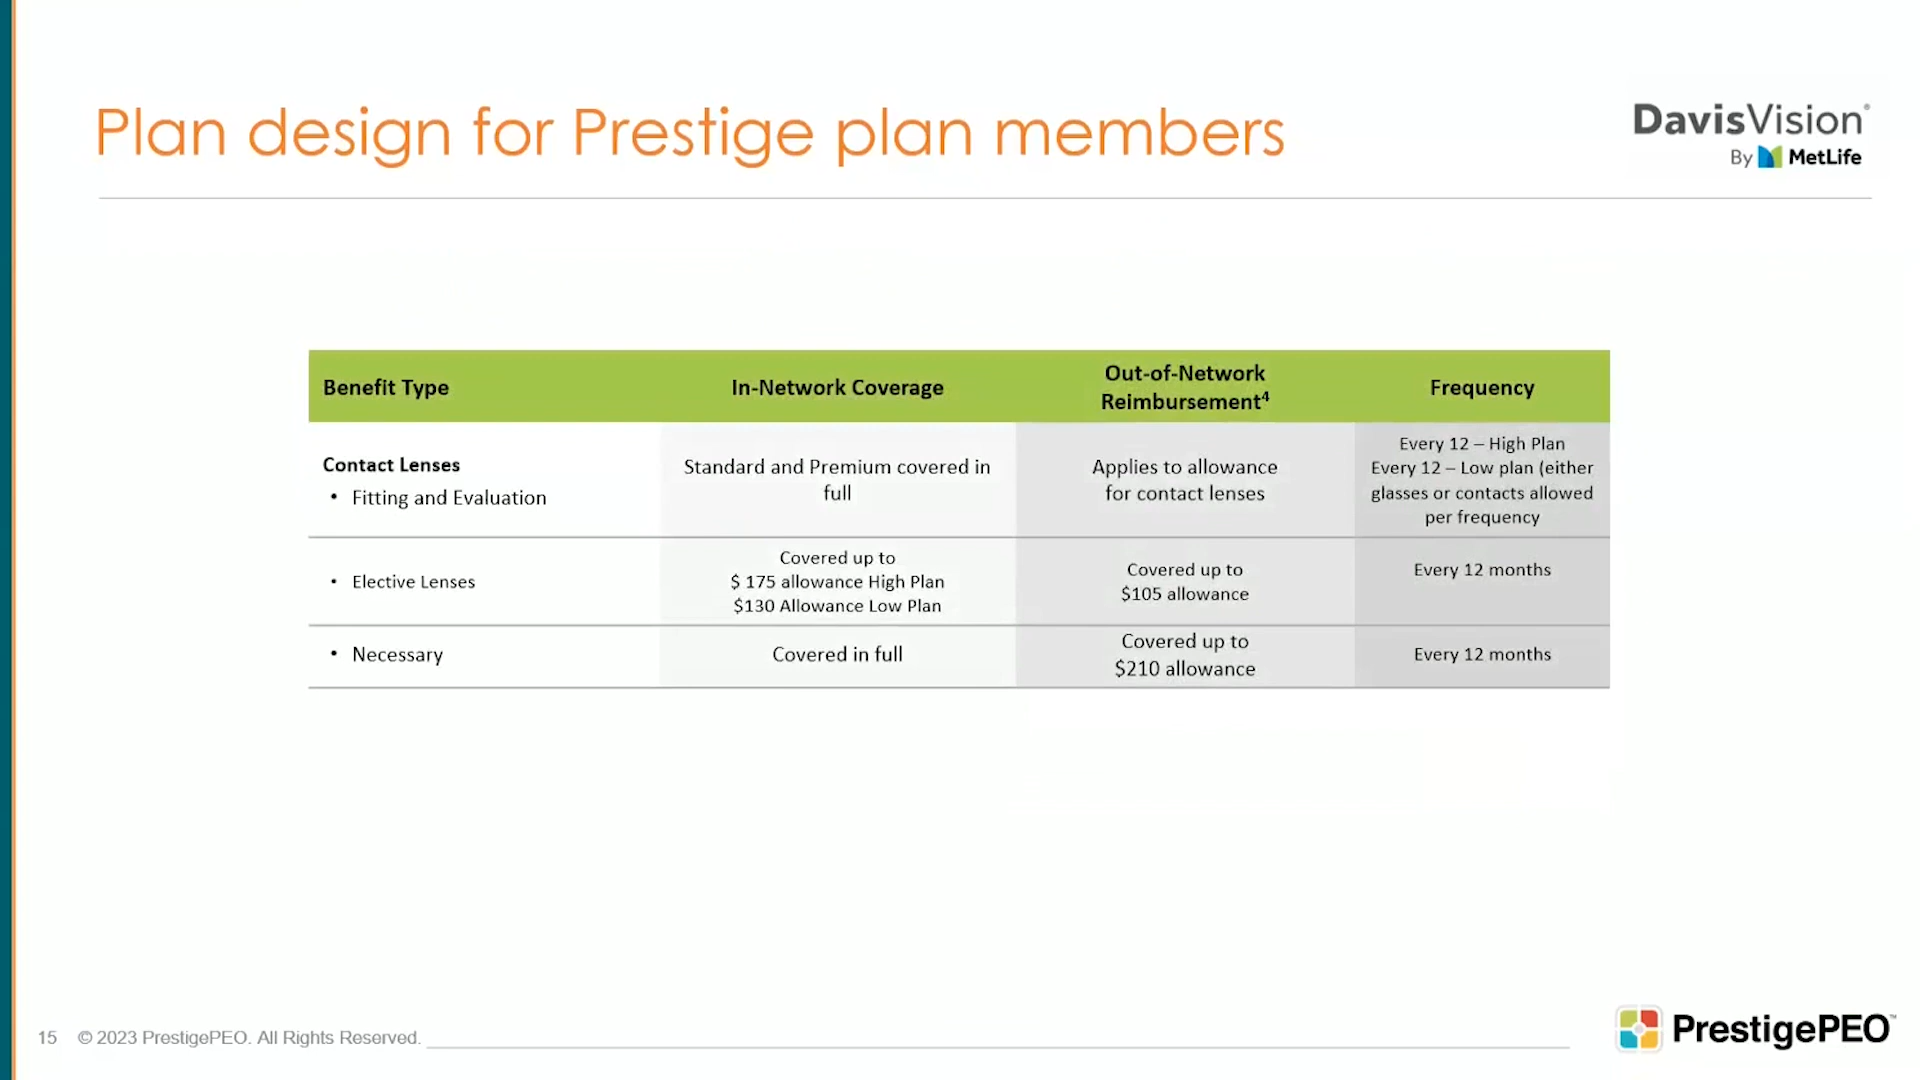 Plan design for Prestige plan members
DavisVision®
By MetLife
Benefit Type
In-Network Coverage
Out-of-Network
Reimbursement⁴
Frequency
Contact Lenses
• Fitting and Evaluation
Standard and Premium covered in
full
Applies to allowance
for contact lenses
Every 12 – High Plan
Every 12 – Low plan (either
glasses or contacts allowed
per frequency
• Elective Lenses
Covered up to
$ 175 allowance High Plan
$130 Allowance Low Plan
Covered up to
$105 allowance
Every 12 months
• Necessary
Covered in full
Covered up to
$210 allowance
Every 12 months
15 © 2023 PrestigePEO. All Rights Reserved.
PrestigePEO™